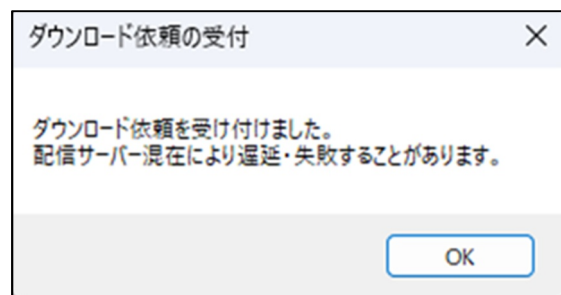 ダウンロード依頼の受付
ダウンロード依頼を受け付けました。
配信サーバー混在により遅延・失敗することがあります。
OK